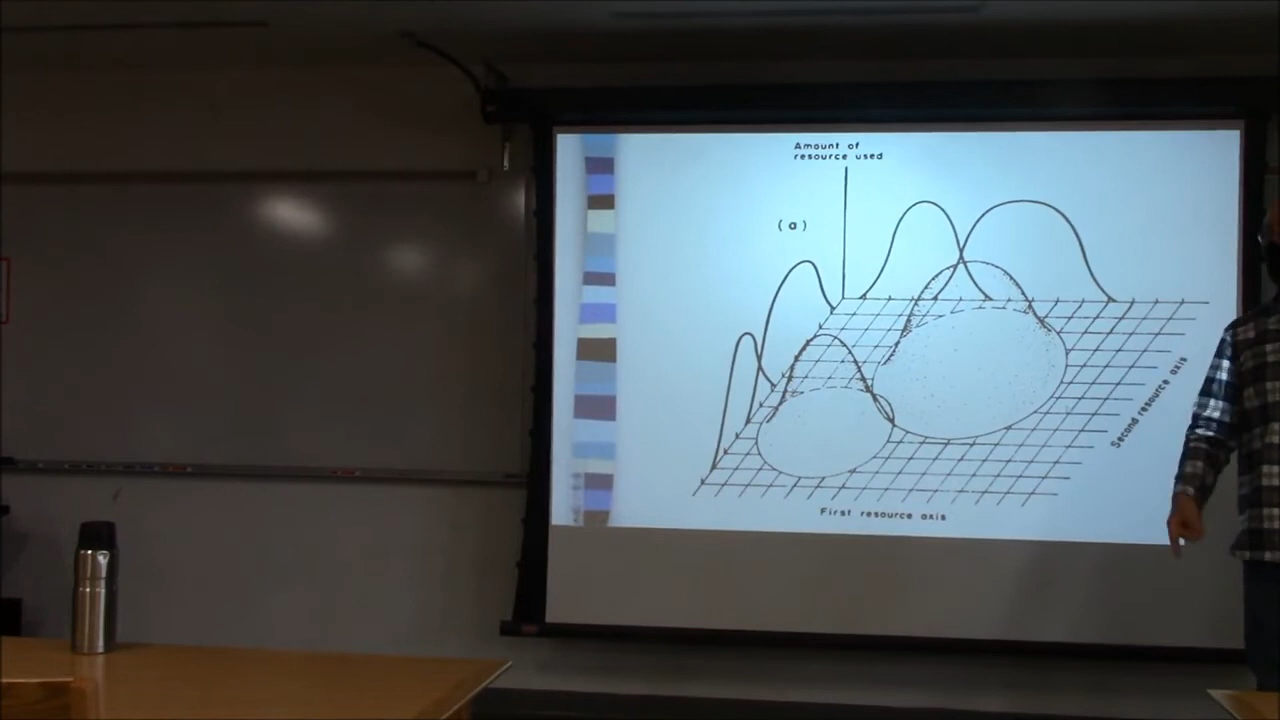 Amount of
resource used
(a)
Second resource axis
First resource axis